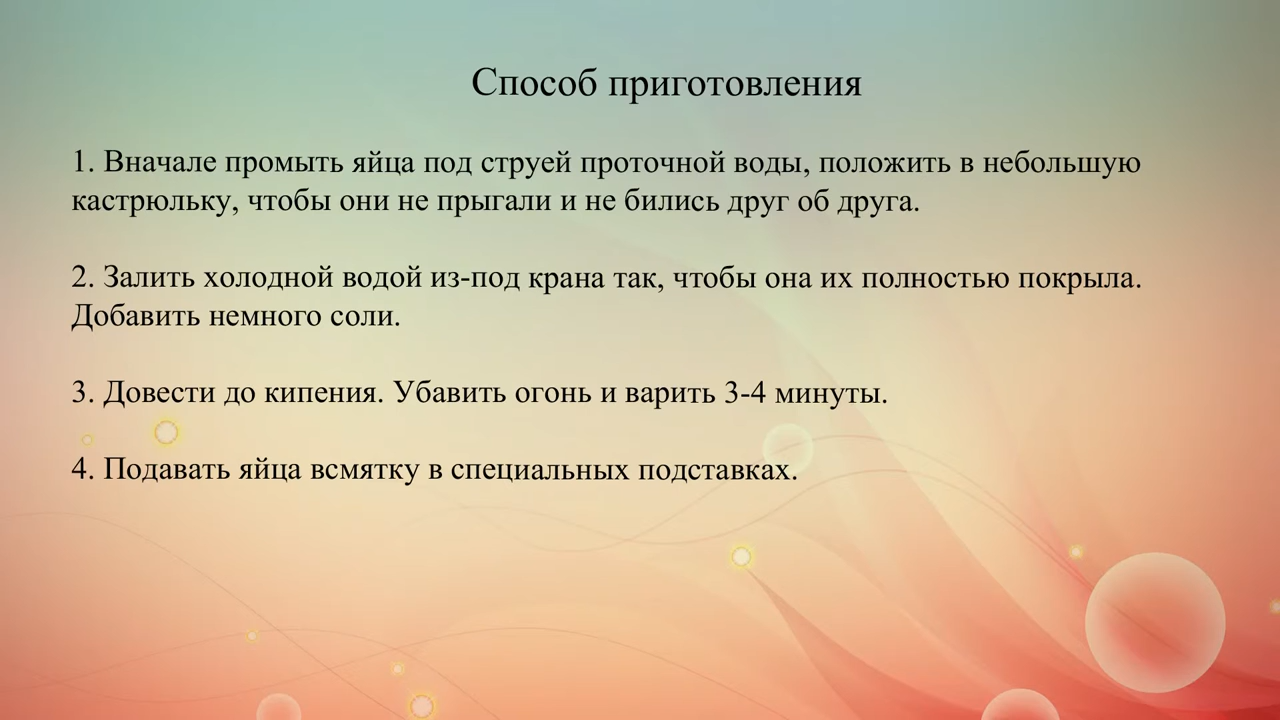 Способ приготовления
1. Вначале промыть яйца под струей проточной воды, положить в небольшую
кастрюльку, чтобы они не прыгали и не бились друг об друга.
2. Залить холодной водой из-под крана так, чтобы она их полностью покрыла.
Добавить немного соли.
3. Довести до кипения. Убавить огонь и варить 3-4 минуты.
4. Подавать яйца всмятку в специальных подставках.